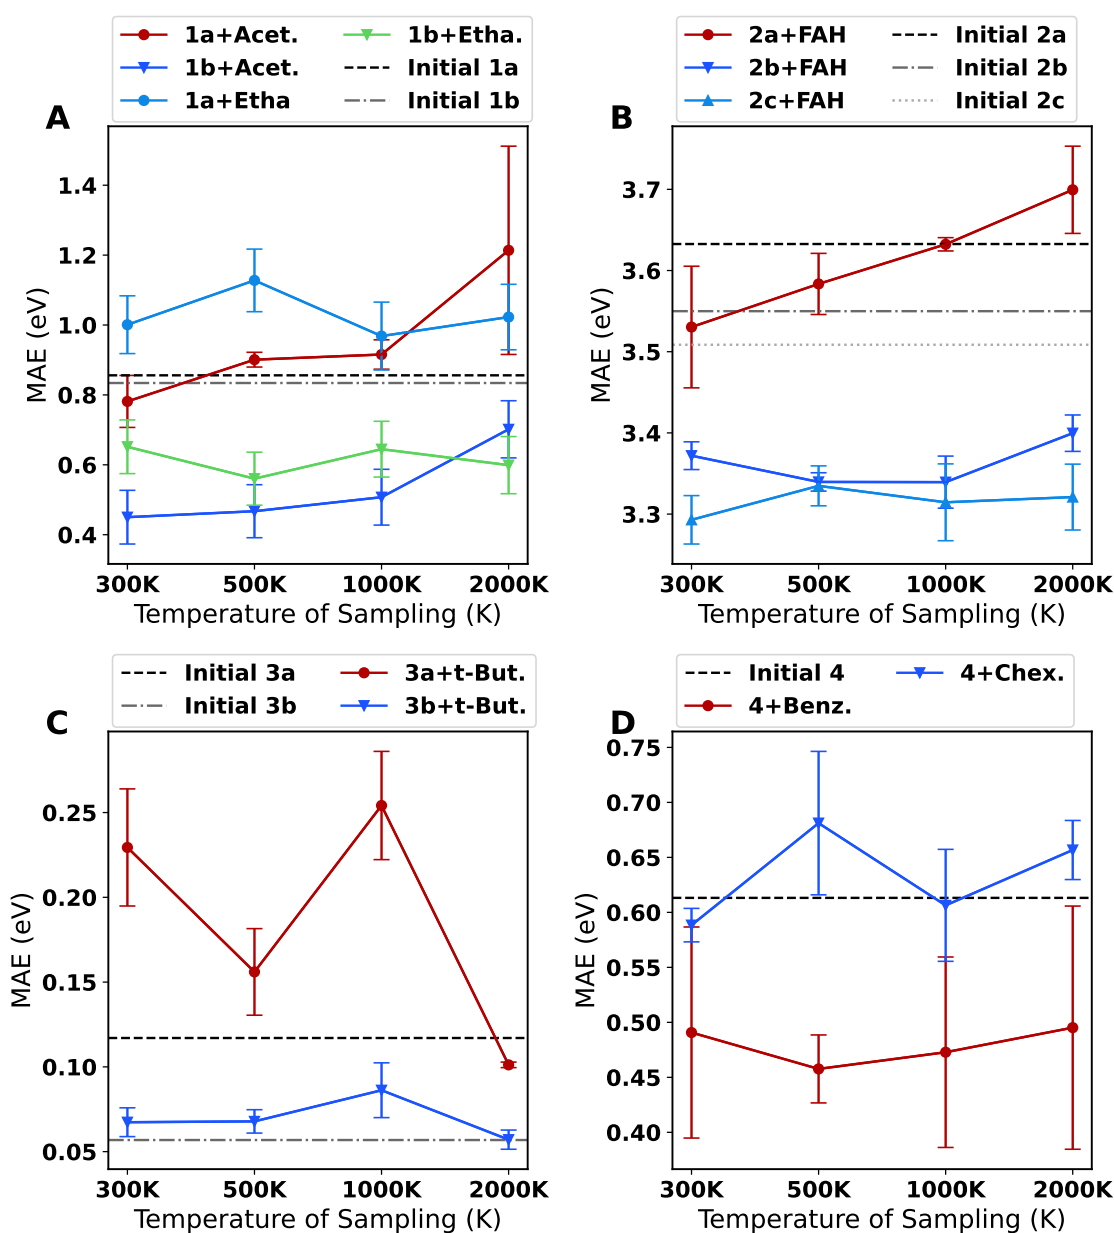 1a+Acet.
1b+Acet.
1a+Etha
1b+Etha.
Initial 1a
Initial 1b
A
MAE (eV)
1.4
1.2
1.0
0.8
0.6
0.4
300K 500K 1000K 2000K
Temperature of Sampling (K)
2a+FAH
2b+FAH
2c+FAH
Initial 2a
Initial 2b
Initial 2c
B
MAE (eV)
3.7
3.6
3.5
3.4
3.3
300K 500K 1000K 2000K
Temperature of Sampling (K)
Initial 3a
Initial 3b
3a+t-But.
3b+t-But.
C
MAE (eV)
0.25
0.20
0.15
0.10
0.05
300K 500K 1000K 2000K
Temperature of Sampling (K)
Initial 4
4+Benz.
4+Chex.
D
MAE (eV)
0.75
0.70
0.65
0.60
0.55
0.50
0.45
0.40
300K 500K 1000K 2000K
Temperature of Sampling (K)